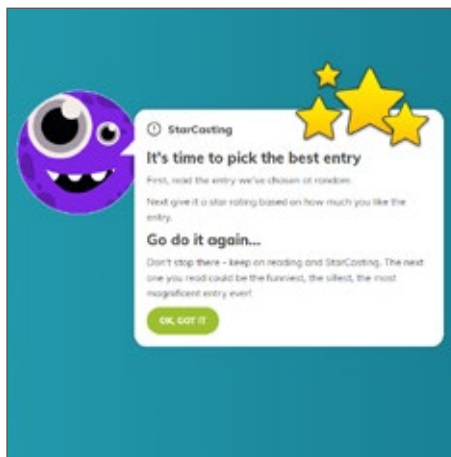 StarCasting
It's time to pick the best entry
First, read the entry we've chosen at random.
Next give it a star rating based on how much you like the
entry.
Go do it again...
Don't stop there - keep on reading and StarCasting. The next
one you read could be the funniest, the silliest, the most
magnificent entry ever!
OK, GOT IT